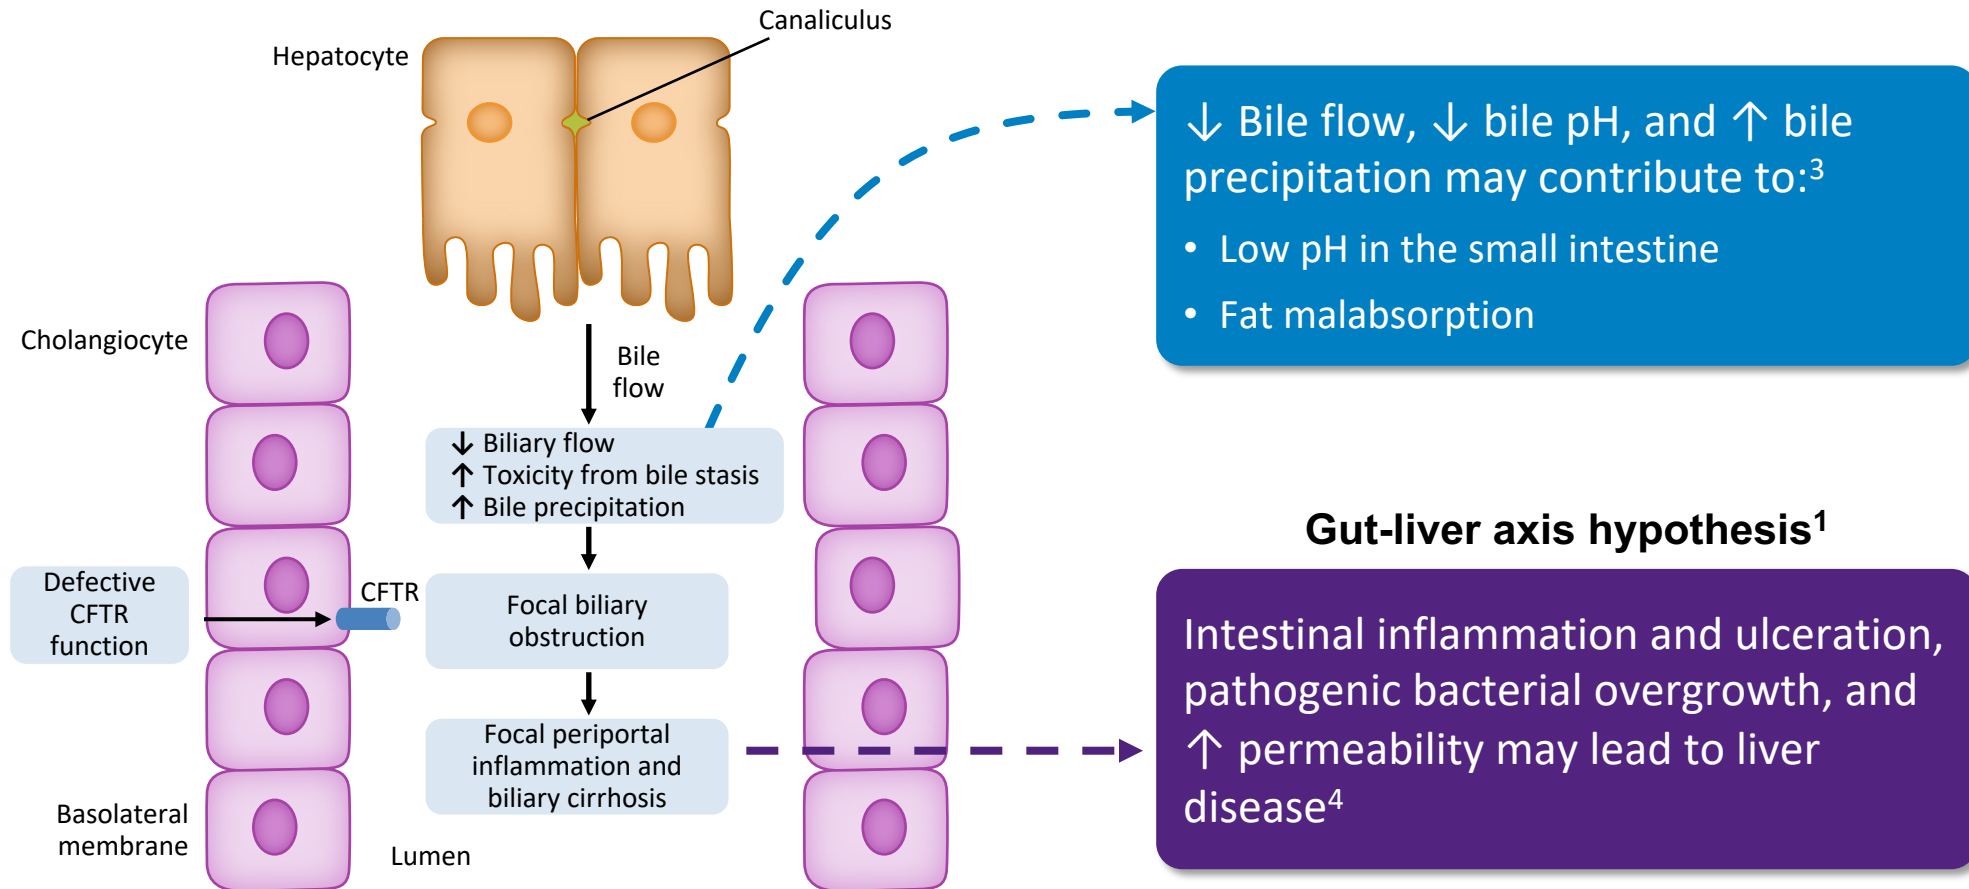 Canaliculus
Hepatocyte
Cholangiocyte
Bile
flow
↓ Biliary flow
↑ Toxicity from bile stasis
↑ Bile precipitation
Defective
CFTR
function
CFTR
Focal biliary
obstruction
Focal periportal
inflammation and
biliary cirrhosis
Basolateral
membrane
Lumen
↓ Bile flow, ↓ bile pH, and ↑ bile
precipitation may contribute to:³
• Low pH in the small intestine
• Fat malabsorption
Gut-liver axis hypothesis¹
Intestinal inflammation and ulceration,
pathogenic bacterial overgrowth, and
↑ permeability may lead to liver
disease⁴